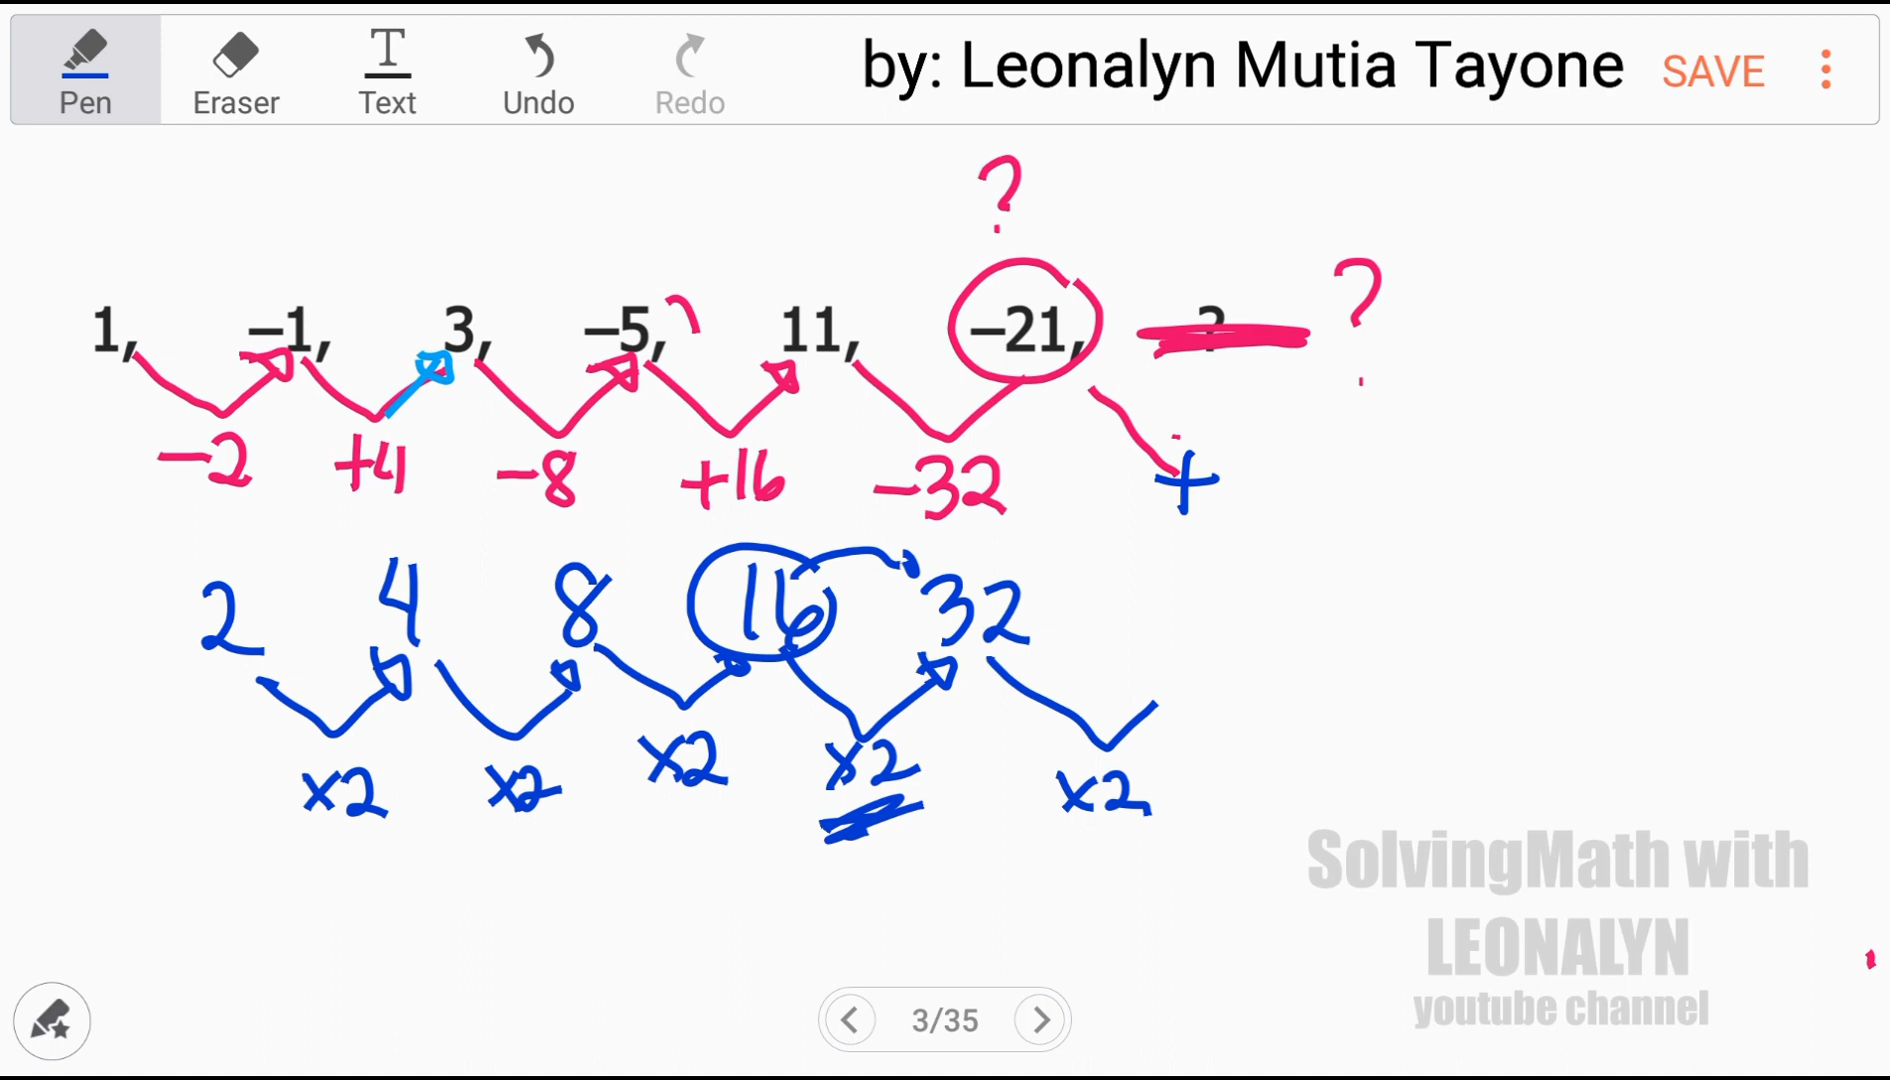 Pen Eraser Text Undo Redo by: Leonalyn Mutia Tayone SAVE
?
1, –1, 3, –5, 11, –21, ? ?
–2 +4 –8 +16 –32 +
2 4 8 16 32
x2 x2 x2 x2 x2
SolvingMath with
LEONALYN
youtube channel
3/35